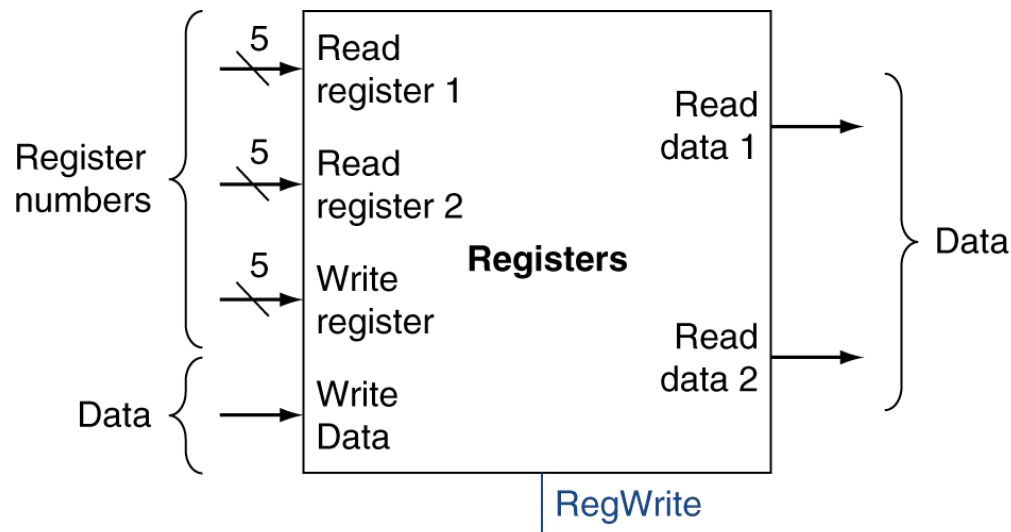 Register
numbers
5
Read
register 1
5
Read
register 2
5
Write
register
Data
Write
Data
Registers
Read
data 1
Read
data 2
Data
RegWrite